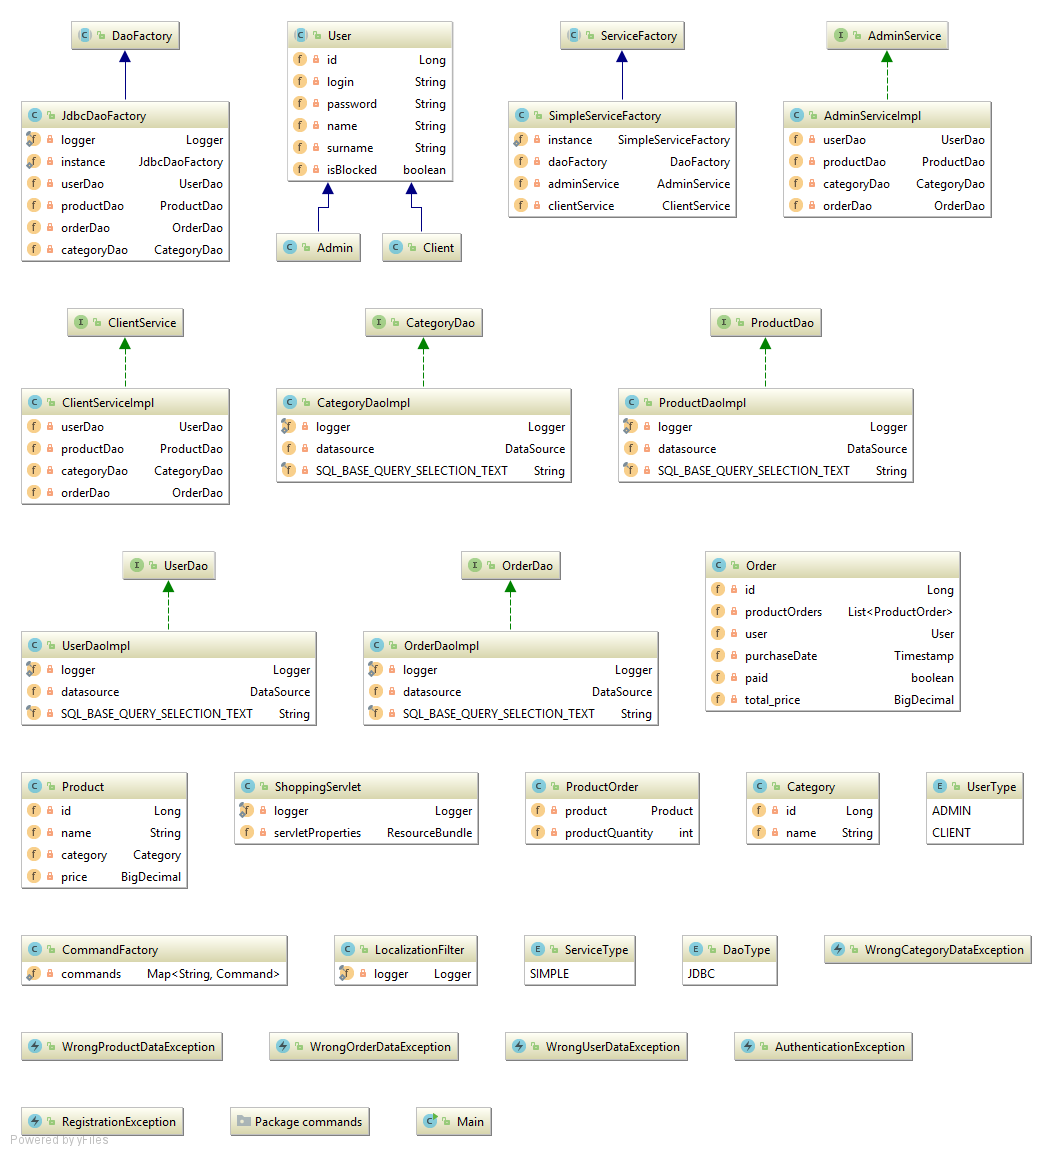 DaoFactory
User
id Long
login String
password String
name String
surname String
isBlocked boolean
ServiceFactory
AdminService
JdbcDaoFactory
logger Logger
instance JdbcDaoFactory
userDao UserDao
productDao ProductDao
orderDao OrderDao
categoryDao CategoryDao
SimpleServiceFactory
instance SimpleServiceFactory
daoFactory DaoFactory
adminService AdminService
clientService ClientService
AdminServiceImpl
userDao UserDao
productDao ProductDao
categoryDao CategoryDao
orderDao OrderDao
Admin
Client
ClientService
CategoryDao
ProductDao
ClientServiceImpl
userDao UserDao
productDao ProductDao
categoryDao CategoryDao
orderDao OrderDao
CategoryDaoImpl
logger Logger
datasource DataSource
SQL_BASE_QUERY_SELECTION_TEXT String
ProductDaoImpl
logger Logger
datasource DataSource
SQL_BASE_QUERY_SELECTION_TEXT String
UserDao
OrderDao
Order
id Long
productOrders List<ProductOrder>
user User
purchaseDate Timestamp
paid boolean
total_price BigDecimal
UserDaoImpl
logger Logger
datasource DataSource
SQL_BASE_QUERY_SELECTION_TEXT String
OrderDaoImpl
logger Logger
datasource DataSource
SQL_BASE_QUERY_SELECTION_TEXT String
Product
id Long
name String
category Category
price BigDecimal
ShoppingServlet
logger Logger
servletProperties ResourceBundle
ProductOrder
product Product
productQuantity int
Category
id Long
name String
UserType
ADMIN
CLIENT
CommandFactory
commands Map<String, Command>
LocalizationFilter
logger Logger
ServiceType
SIMPLE
DaoType
JDBC
WrongCategoryDataException
WrongProductDataException
WrongOrderDataException
WrongUserDataException
AuthenticationException
RegistrationException
Package commands
Main
Powered by yFiles